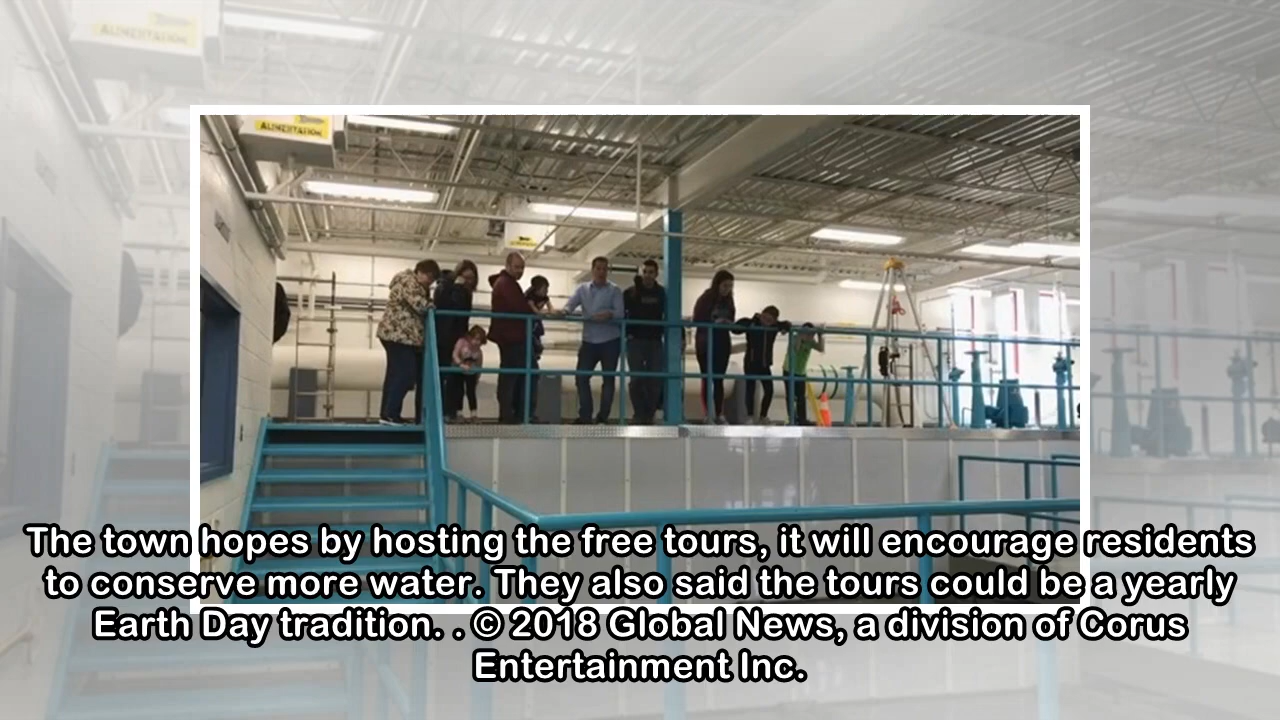 ALIMENTATION
ALIMENTATION
The town hopes by hosting the free tours, it will encourage residents
to conserve more water. They also said the tours could be a yearly
Earth Day tradition. . © 2018 Global News, a division of Corus
Entertainment Inc.